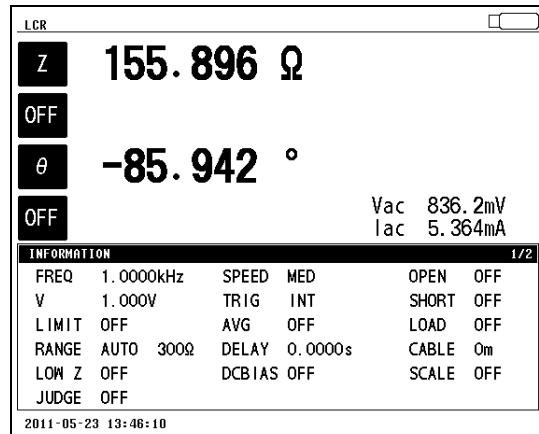 LCR
Z 155.896 Ω
OFF
θ -85.942 °
OFF
Vac 836.2mV
Iac 5.364mA
INFORMATION 1/2
FREQ 1.0000kHz SPEED MED OPEN OFF
V 1.000V TRIG INT SHORT OFF
LIMIT OFF AVG OFF LOAD OFF
RANGE AUTO 300Ω DELAY 0.0000s CABLE 0m
LOW Z OFF DCBIAS OFF SCALE OFF
JUDGE OFF
2011-05-23 13:46:10